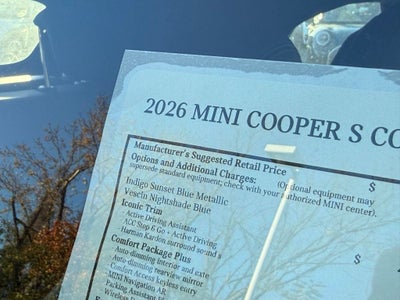 2026 MINI COOPER S CO
Manufacturer's Suggested Retail Price $
Options and Additional Charges: (Optional equipment may
supersede standard equipment; check with your authorized MINI center).
Indigo Sunset Blue Metallic $
Vescin Nightshade Blue
Iconic Trim
Active Driving Assistant
ACC Stop & Go + Active Driving
Harman Kardon surround sound s
Comfort Package Plus
Auto-dimming interior and exte
Auto-dimming rearview mirror
Comfort Access keyless entry
MINI Navigation AR
Packing Assistant
Wireless